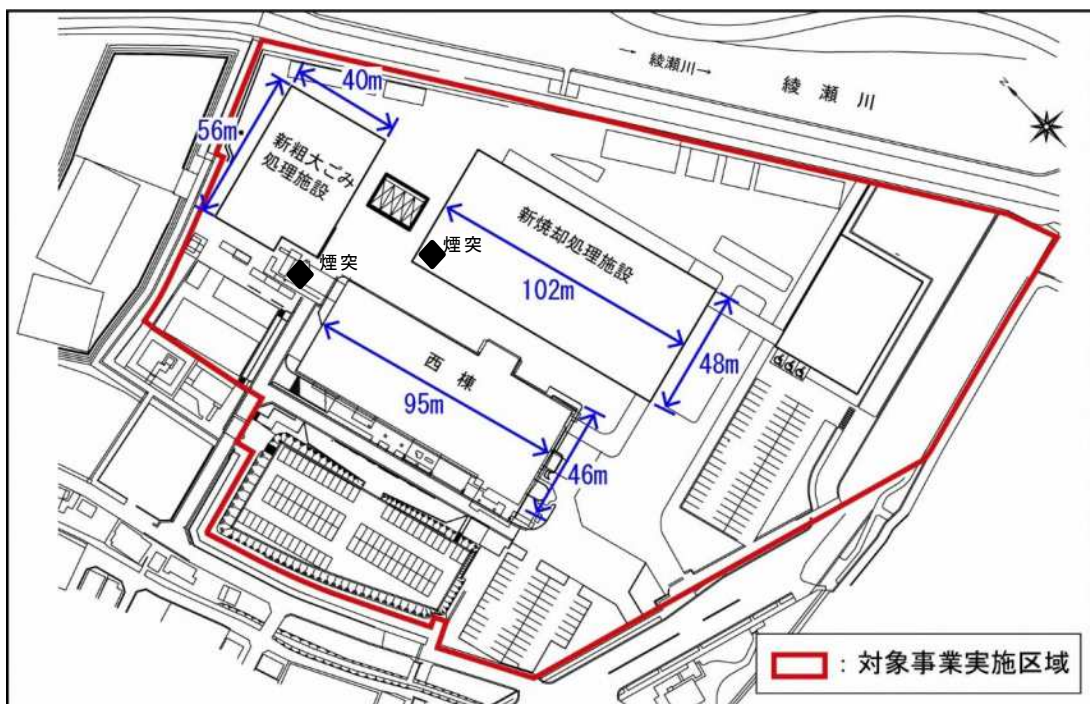 → 綾瀬川→
綾瀬川
N
40m
56m
新粗大ごみ
処理施設
煙突
煙突
新焼却処理施設
102m
48m
西棟
95m
46m
：対象事業実施区域